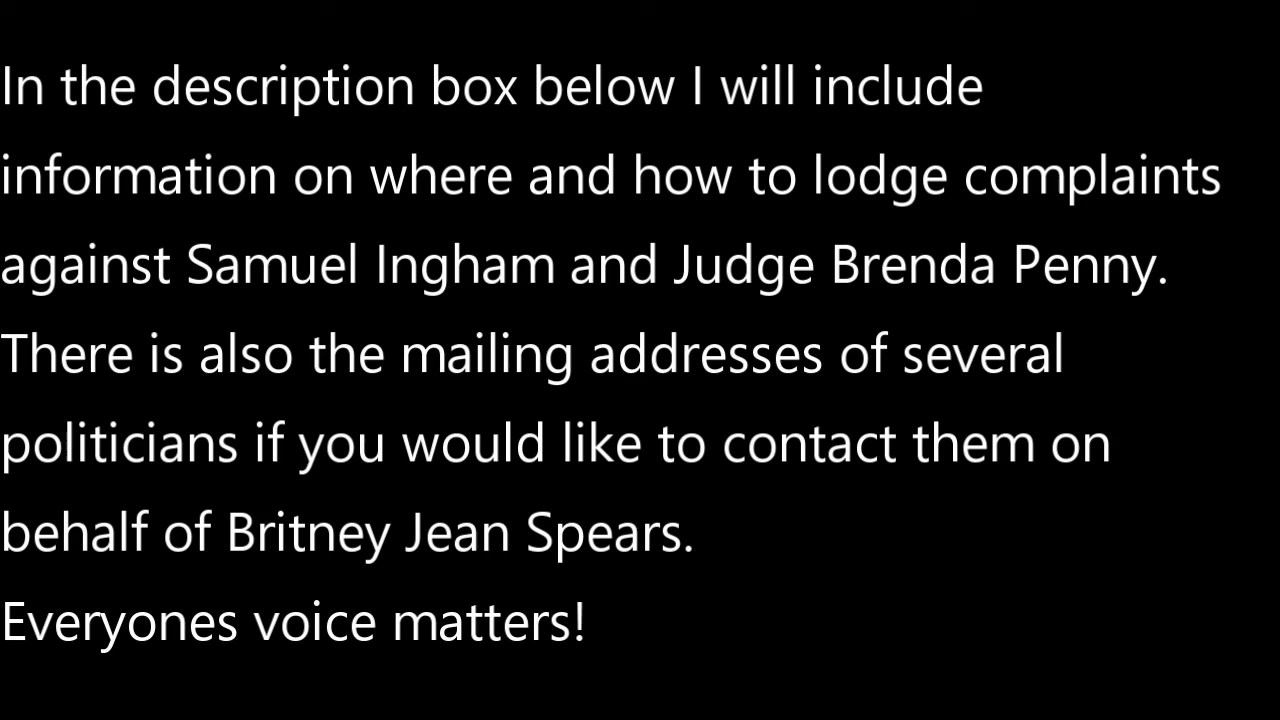 In the description box below I will include
information on where and how to lodge complaints
against Samuel Ingham and Judge Brenda Penny.
There is also the mailing addresses of several
politicians if you would like to contact them on
behalf of Britney Jean Spears.
Everyones voice matters!